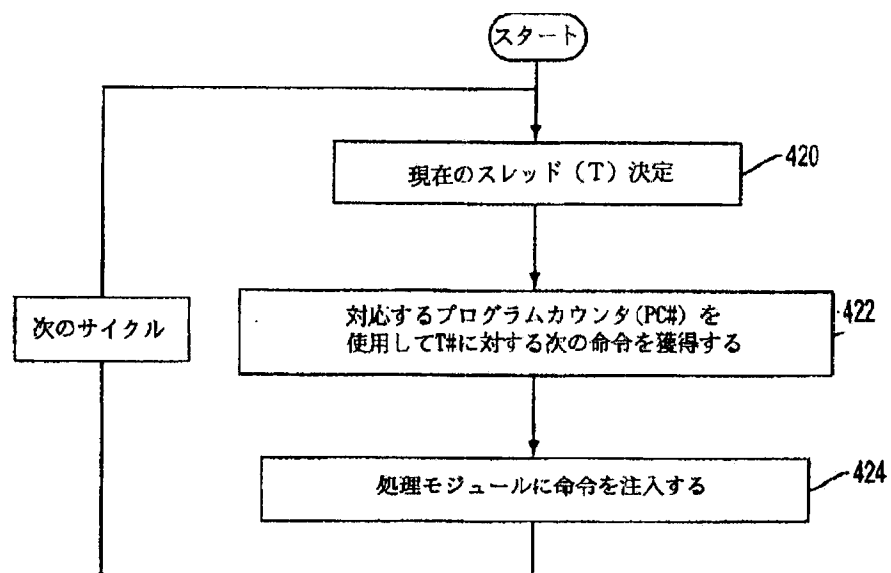 スタート
現在のスレッド（T）決定
420
次のサイクル
対応するプログラムカウンタ(PC#）を
使用してT#に対する次の命令を獲得する
422
処理モジュールに命令を注入する
424